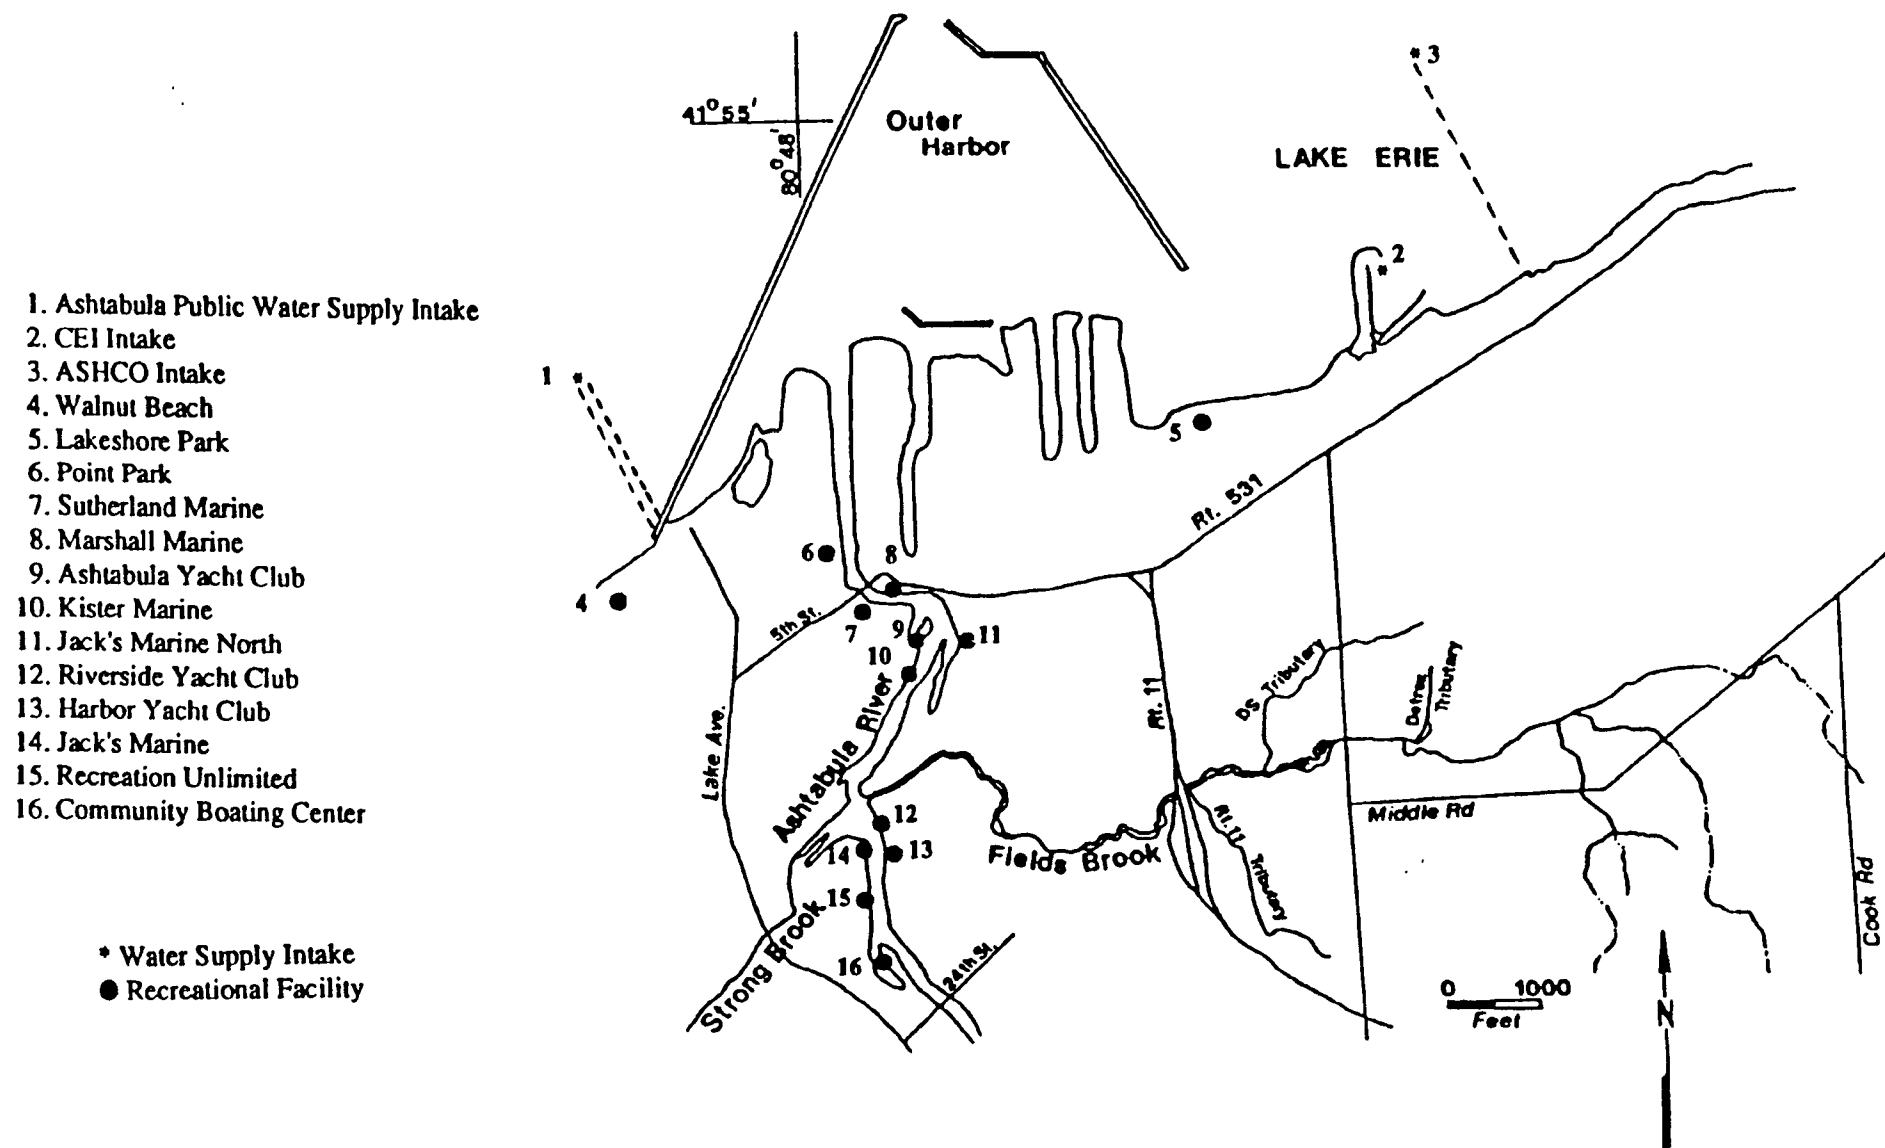 1. Ashtabula Public Water Supply Intake
2. CEI Intake
3. ASHCO Intake
4. Walnut Beach
5. Lakeshore Park
6. Point Park
7. Sutherland Marine
8. Marshall Marine
9. Ashtabula Yacht Club
10. Kister Marine
11. Jack's Marine North
12. Riverside Yacht Club
13. Harbor Yacht Club
14. Jack's Marine
15. Recreation Unlimited
16. Community Boating Center
* Water Supply Intake
● Recreational Facility
41°55'
80°48'
Outer
Harbor
LAKE ERIE
* 3
* 2
1 *
5
Rt. 531
6
8
4
5th St.
7
9
11
10
DS Tributary
Detrex
Tributary
Rt. 11
Lake Ave.
Ashtabula River
12
Middle Rd
Rt.11
Tributary
14
13
Fields Brook
15
Cook Rd
Strong Brook
16
24th St.
0 1000
Feet
N